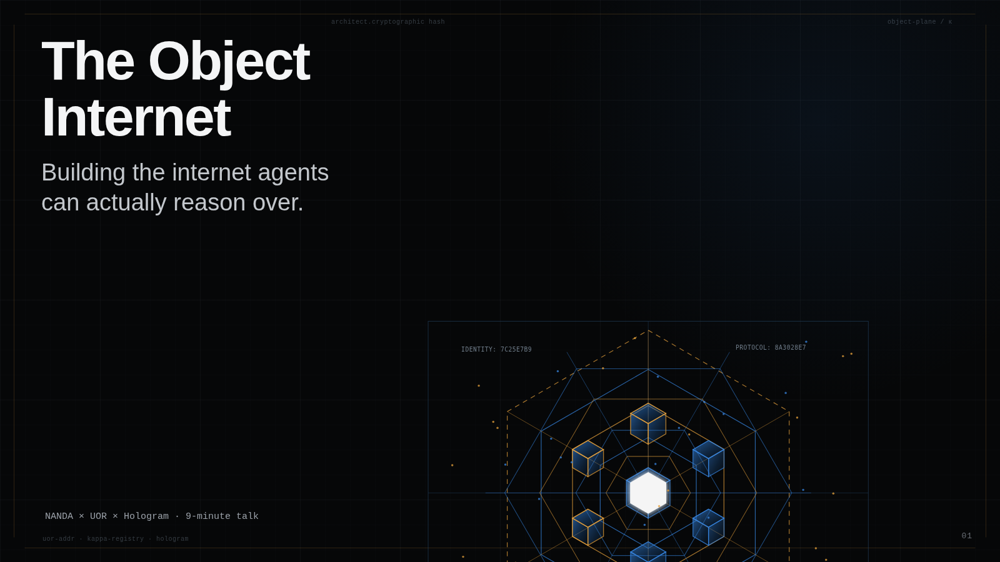 architect.cryptographic hash
object-plane / κ
The Object
Internet
Building the internet agents
can actually reason over.
IDENTITY: 7C25E7B9
PROTOCOL: 8A3028E7
NANDA × UOR × Hologram · 9-minute talk
uor-addr · kappa-registry · hologram
01